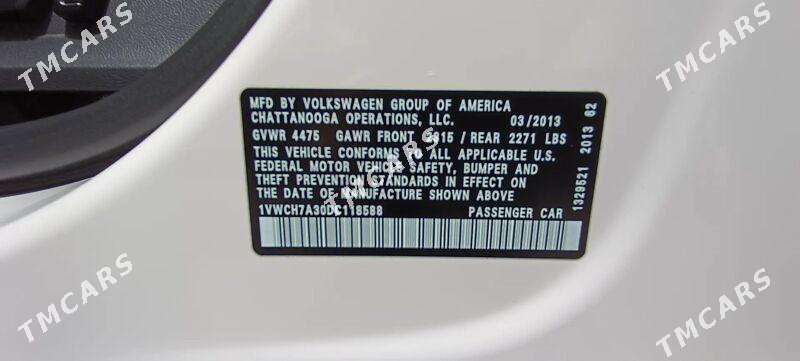 TMCARS
TMCARS
TMCARS
MFD BY VOLKSWAGEN GROUP OF AMERICA
CHATTANOOGA OPERATIONS, LLC. 03/2013
GVWR 4475 GAWR FRONT 2315 / REAR 2271 LBS
THIS VEHICLE CONFORMS TO ALL APPLICABLE U.S.
FEDERAL MOTOR VEHICLE SAFETY, BUMPER AND
THEFT PREVENTION STANDARDS IN EFFECT ON
THE DATE OF MANUFACTURE SHOWN ABOVE
1VWCH7A30DC118588 PASSENGER CAR
1329521 2013 62
TMCARS
TMCARS
TMCARS